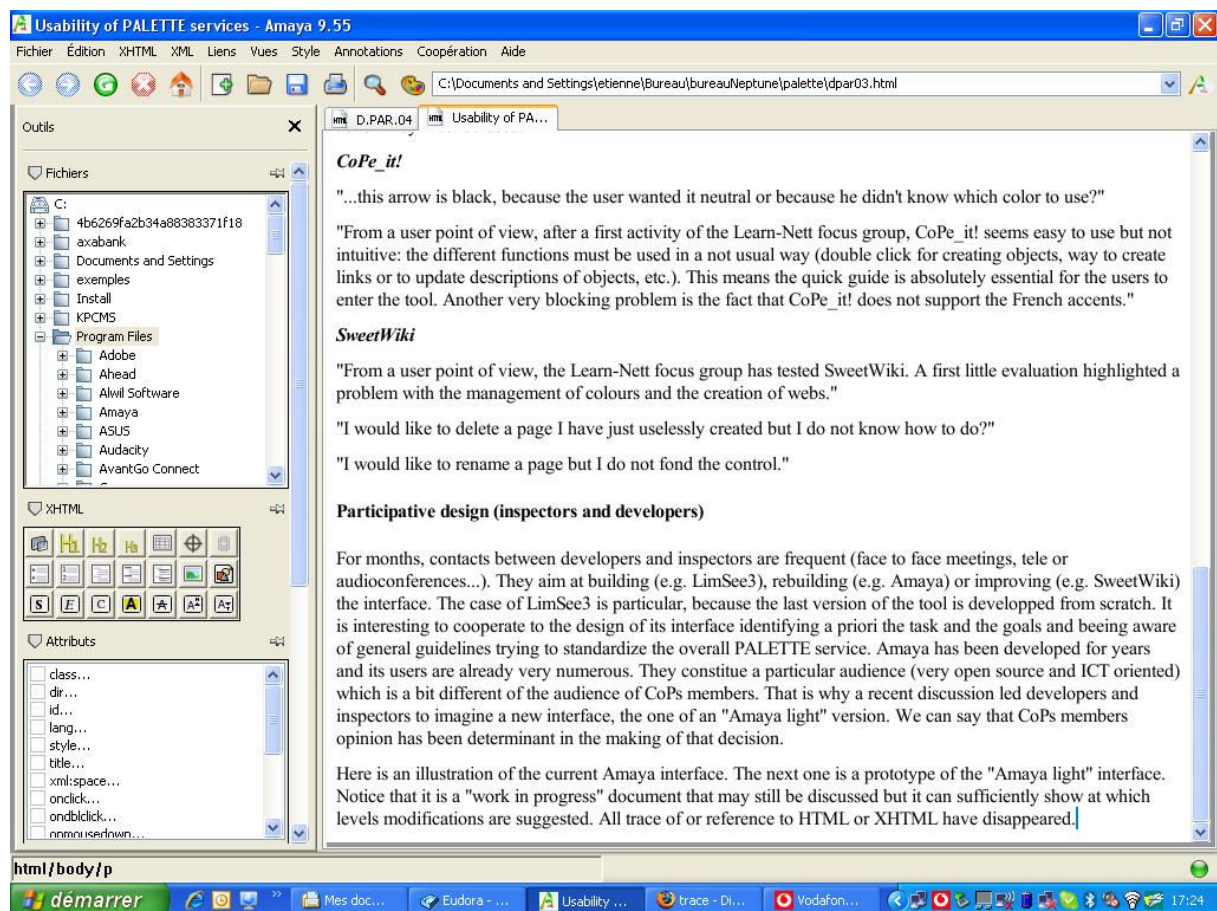 Usability of PALETTE services - Amaya 9.55
Fichier Édition XHTML XML Liens Vues Style Annotations Coopération Aide
C:\Documents and Settings\etienne\Bureau\bureauNeptune\palette\dpar03.html
Outils
D.PAR.04 Usability of PA...
Fichiers
C:
4b6269fa2b34a88383371f18
axabank
Documents and Settings
exemples
Install
KPCMS
Program Files
Adobe
Ahead
Alwil Software
Amaya
ASUS
Audacity
AvantGo Connect
XHTML
H1 H2 H3
S E C A A A2 A2
Attributs
class...
dir...
id...
lang...
style...
title...
xml:space...
onclick...
ondblclick...
onmousedown...
CoPe_it!
"...this arrow is black, because the user wanted it neutral or because he didn't know which color to use?"
"From a user point of view, after a first activity of the Learn-Nett focus group, CoPe_it! seems easy to use but not
intuitive: the different functions must be used in a not usual way (double click for creating objects, way to create
links or to update descriptions of objects, etc.). This means the quick guide is absolutely essential for the users to
enter the tool. Another very blocking problem is the fact that CoPe_it! does not support the French accents."
SweetWiki
"From a user point of view, the Learn-Nett focus group has tested SweetWiki. A first little evaluation highlighted a
problem with the management of colours and the creation of webs."
"I would like to delete a page I have just uselessly created but I do not know how to do?"
"I would like to rename a page but I do not fond the control."
Participative design (inspectors and developers)
For months, contacts between developers and inspectors are frequent (face to face meetings, tele or
audioconferences...). They aim at building (e.g. LimSee3), rebuilding (e.g. Amaya) or improving (e.g. SweetWiki)
the interface. The case of LimSee3 is particular, because the last version of the tool is developped from scratch. It
is interesting to cooperate to the design of its interface identifying a priori the task and the goals and beeing aware
of general guidelines trying to standardize the overall PALETTE service. Amaya has been developed for years
and its users are already very numerous. They constitue a particular audience (very open source and ICT oriented)
which is a bit different of the audience of CoPs members. That is why a recent discussion led developers and
inspectors to imagine a new interface, the one of an "Amaya light" version. We can say that CoPs members
opinion has been determinant in the making of that decision.
Here is an illustration of the current Amaya interface. The next one is a prototype of the "Amaya light" interface.
Notice that it is a "work in progress" document that may still be discussed but it can sufficiently show at which
levels modifications are suggested. All trace of or reference to HTML or XHTML have disappeared.
html/body/p
démarrer Mes doc... Eudora - ... Usability ... trace - Di... Vodafon... 17:24